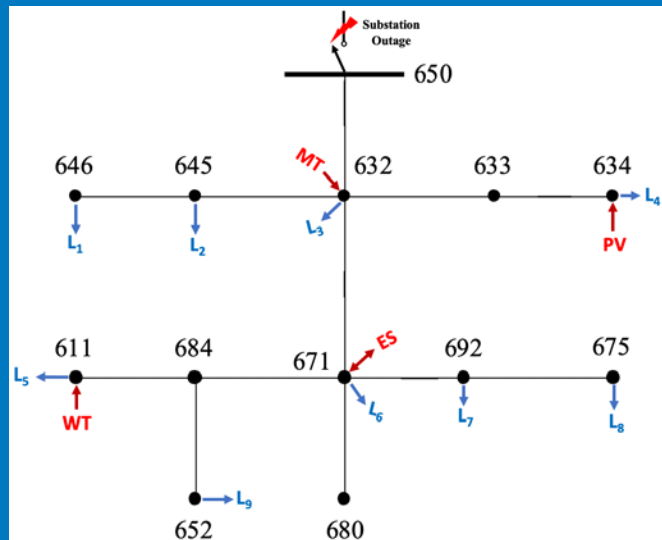 Substation
Outage
650
646
645
MT
632
633
634
L1
L2
L3
L4
PV
611
684
671
ES
692
675
L5
WT
L6
L7
L8
L9
652
680